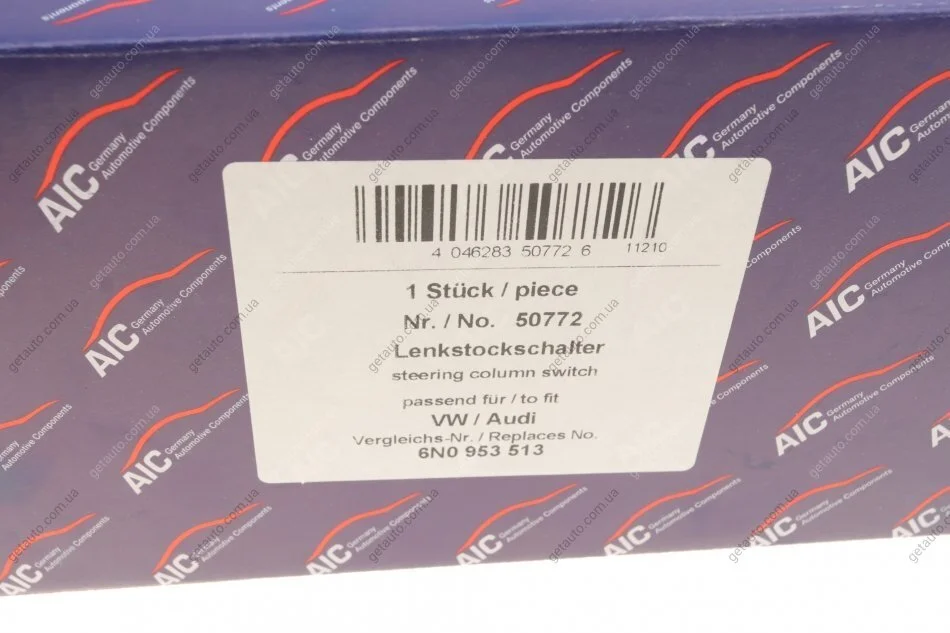 4 046283 50772 6 11210
1 Stück / piece
Nr. / No. 50772
Lenkstockschalter
steering column switch
passend für / to fit
VW / Audi
Vergleichs-Nr. / Replaces No.
6N0 953 513
AIC Germany
Automotive Components
getauto.com.ua